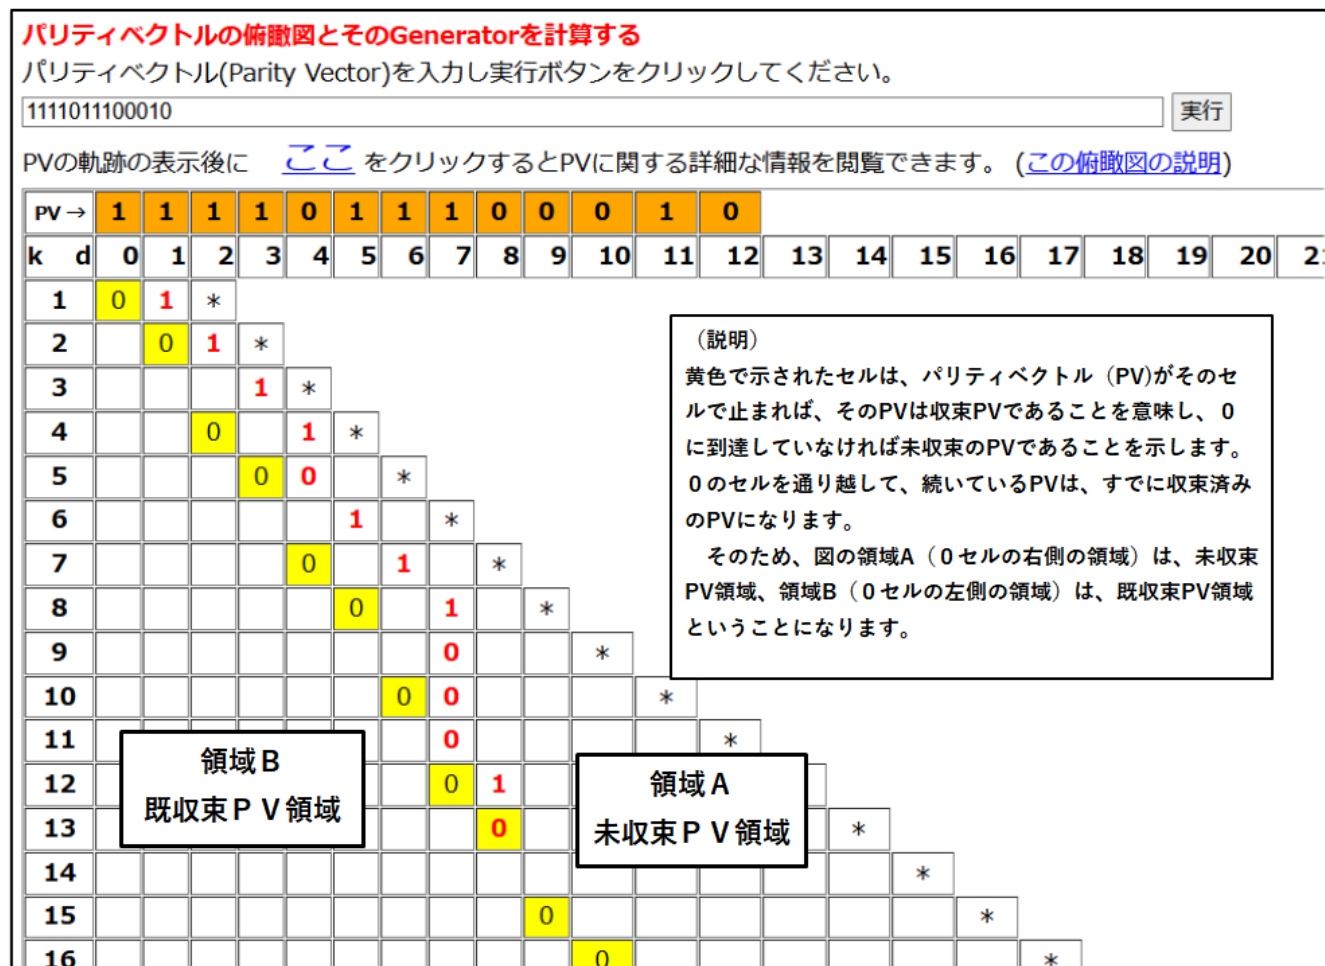 パリティベクトルの俯瞰図とそのGeneratorを計算する
パリティベクトル(Parity Vector)を入力し実行ボタンをクリックしてください。
1111011100010 実行
PVの軌跡の表示後に ここ をクリックするとPVに関する詳細な情報を閲覧できます。 (この俯瞰図の説明)
PV→ 1 1 1 1 0 1 1 1 0 0 0 1 0
k d 0 1 2 3 4 5 6 7 8 9 10 11 12 13 14 15 16 17 18 19 20
1 0 1 *
2 0 1 *
3 1 *
4 0 1 *
5 0 0 *
6 1 *
7 0 1 *
8 0 1 *
9 0 *
10 0 0 *
11 0 *
12 0 1
13 0 *
14 *
15 0 *
16 0 *
（説明）
黄色で示されたセルは、パリティベクトル（PV)がそのセ
ルで止まれば、そのPVは収束PVであることを意味し、０
に到達していなければ未収束のPVであることを示します。
０のセルを通り越して、続いているPVは、すでに収束済み
のPVになります。
そのため、図の領域A（０セルの右側の領域）は、未収束
PV領域、領域B（０セルの左側の領域）は、既収束PV領域
ということになります。
領域Ｂ
既収束ＰＶ領域
領域Ａ
未収束ＰＶ領域